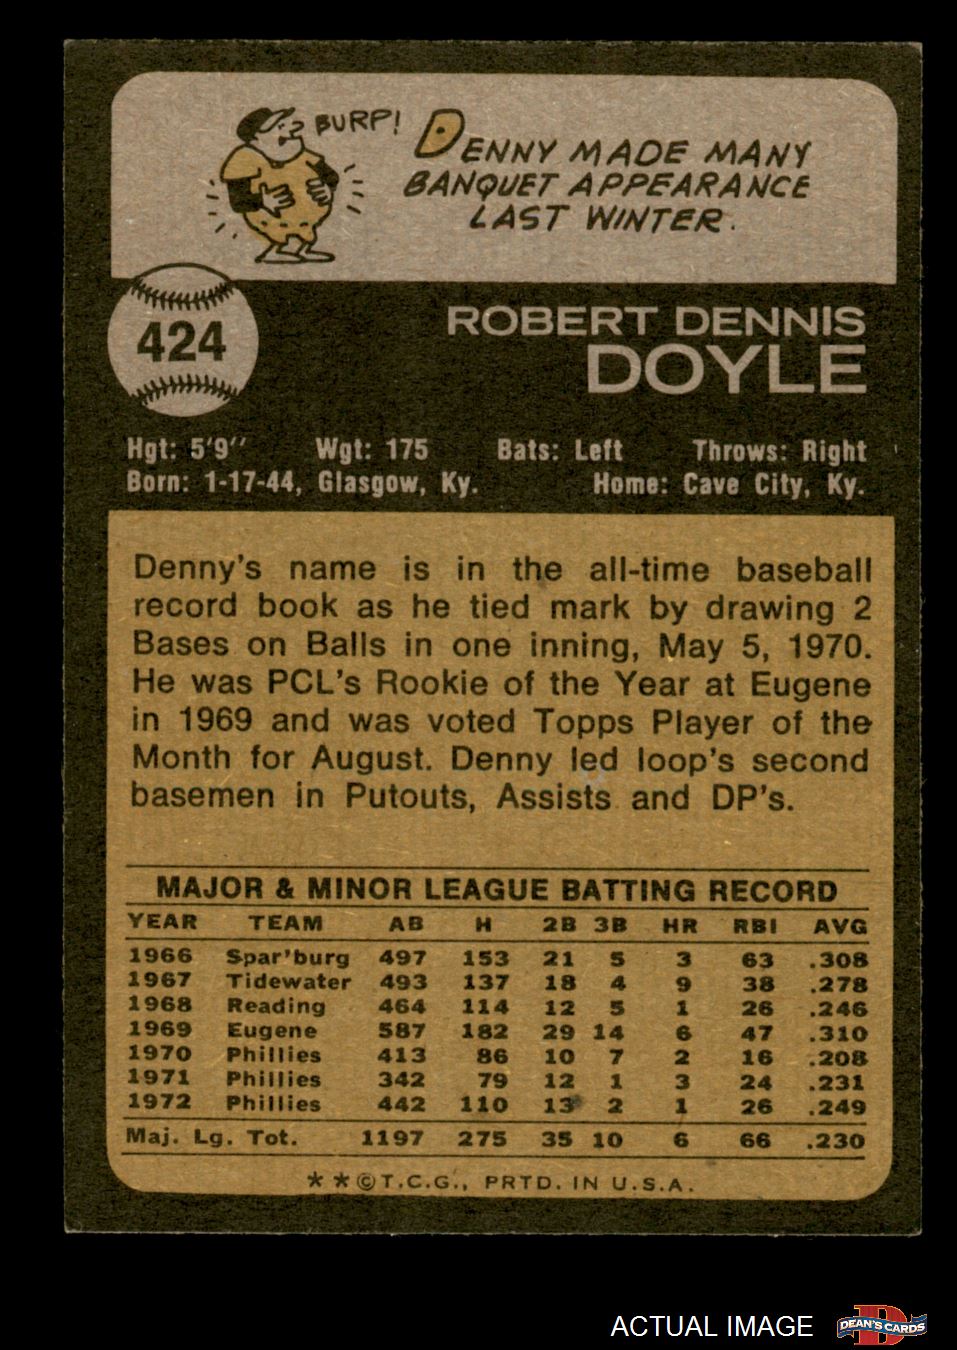 BURP!
DENNY MADE MANY
BANQUET APPEARANCE
LAST WINTER.
424
ROBERT DENNIS
DOYLE
Hgt: 5'9" Wgt: 175 Bats: Left Throws: Right
Born: 1-17-44, Glasgow, Ky. Home: Cave City, Ky.
Denny's name is in the all-time baseball
record book as he tied mark by drawing 2
Bases on Balls in one inning, May 5, 1970.
He was PCL's Rookie of the Year at Eugene
in 1969 and was voted Topps Player of the
Month for August. Denny led loop's second
basemen in Putouts, Assists and DP's.
MAJOR & MINOR LEAGUE BATTING RECORD
YEAR TEAM AB H 2B 3B HR RBI AVG
1966 Spar'burg 497 153 21 5 3 63 .308
1967 Tidewater 493 137 18 4 9 38 .278
1968 Reading 464 114 12 5 1 26 .246
1969 Eugene 587 182 29 14 6 47 .310
1970 Phillies 413 86 10 7 2 16 .208
1971 Phillies 342 79 12 1 3 24 .231
1972 Phillies 442 110 13 2 1 26 .249
Maj. Lg. Tot. 1197 275 35 10 6 66 .230
**©T.C.G., PRTD. IN U.S.A.
ACTUAL IMAGE
D
DEAN'S CARDS